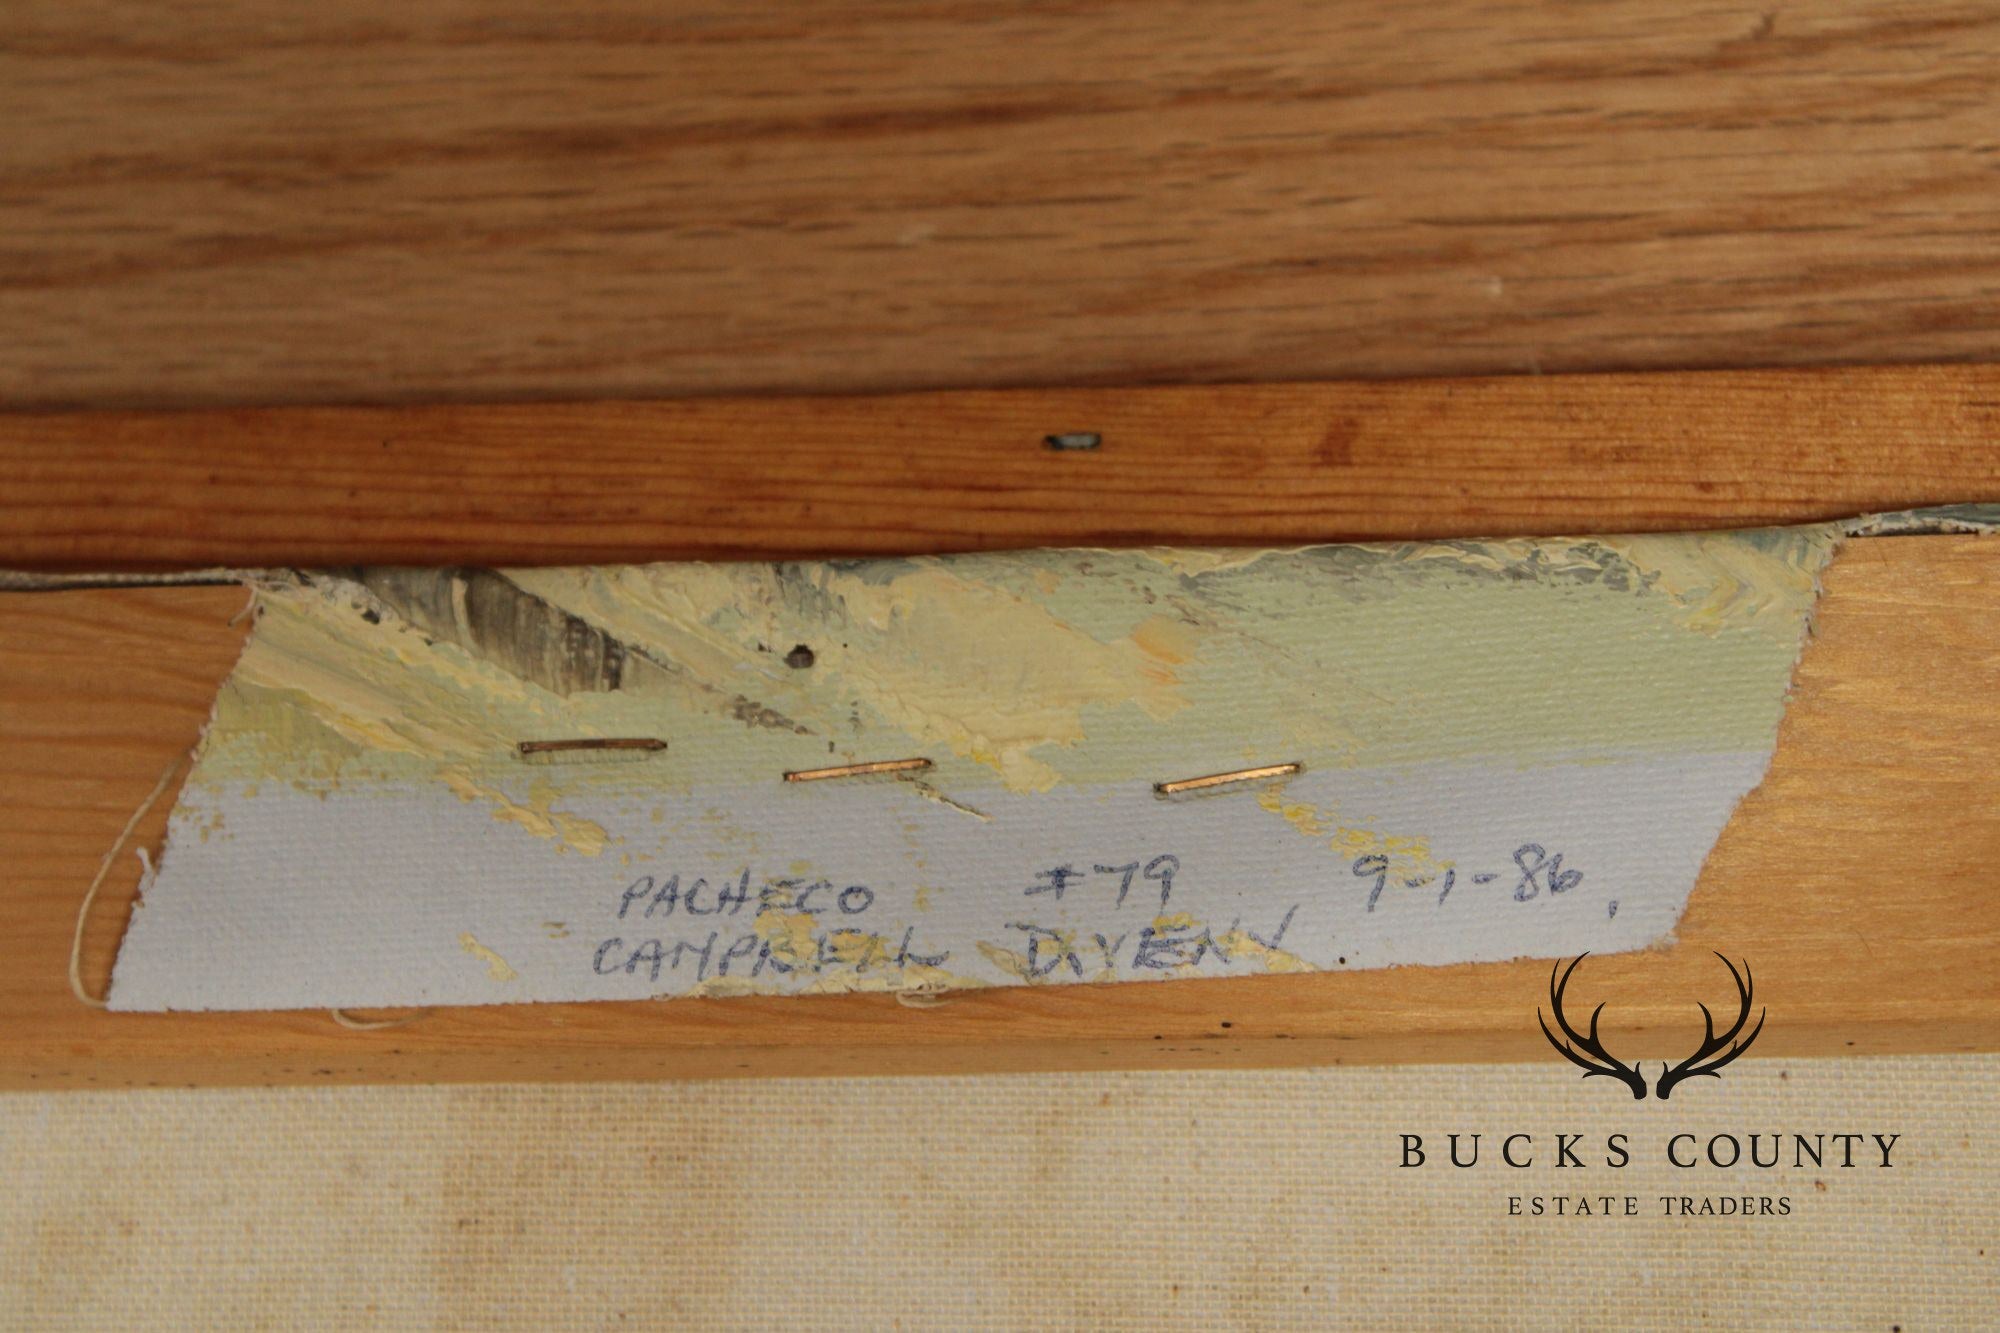 PACHECO #79 9-1-86
CAMPBELL DIVENY
BUCKS COUNTY
ESTATE TRADERS